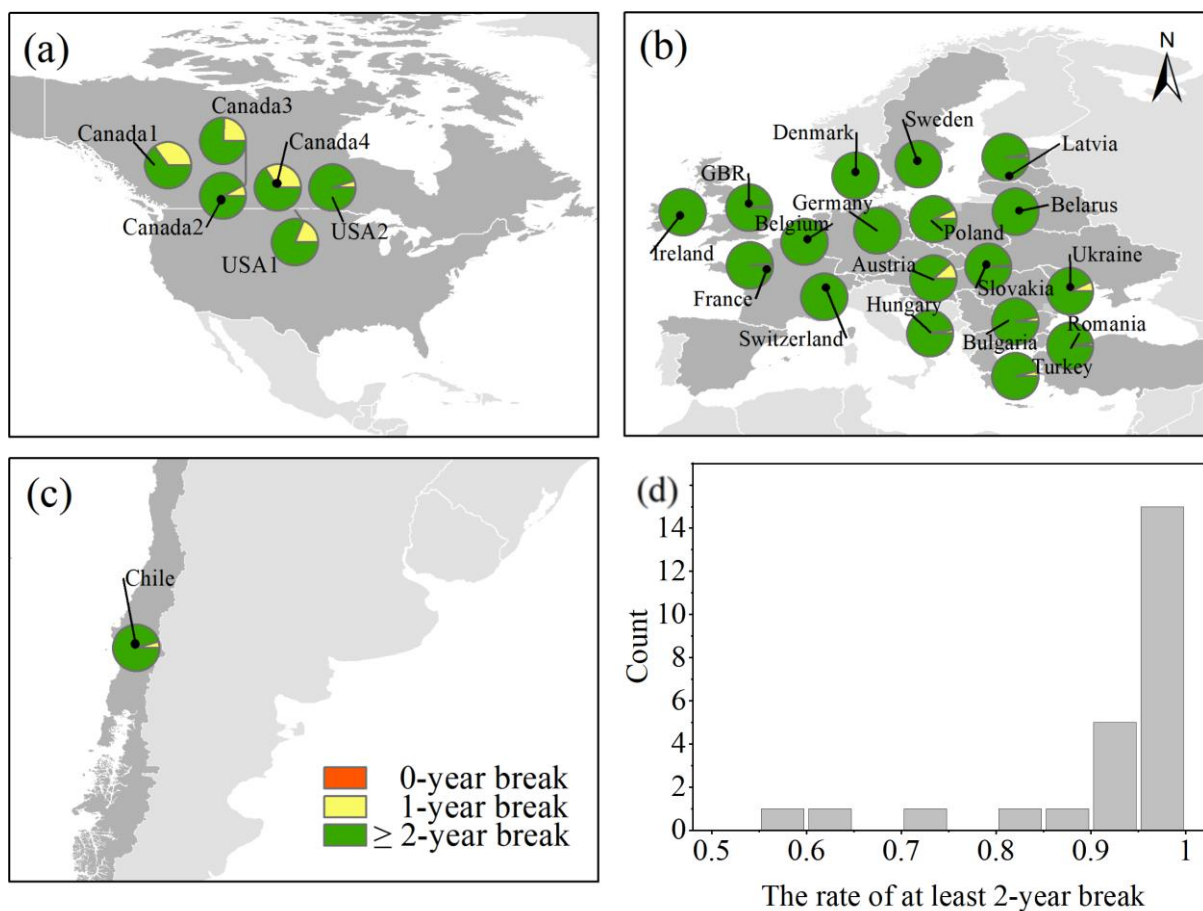 (a)
Canada3
Canada1
Canada4
Canada2
USA2
USA1
(b)
N
Sweden
Denmark
Latvia
GBR
Germany
Belarus
Belgium
Poland
Ireland
Ukraine
Austria
Slovakia
France
Hungary
Romania
Switzerland
Bulgaria
Turkey
(c)
Chile
0-year break
1-year break
≥ 2-year break
(d)
14
12
10
8
6
4
2
0
Count
0.5 0.6 0.7 0.8 0.9 1
The rate of at least 2-year break